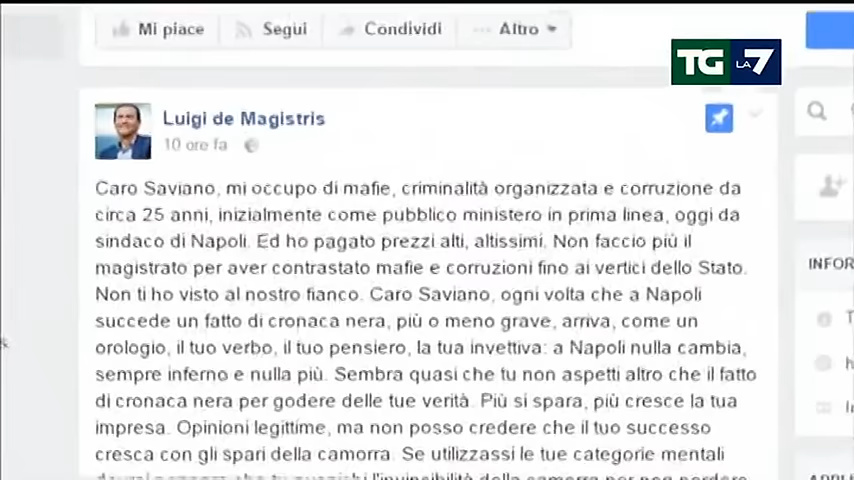 Mi piace Segui Condividi Altro
TG LA 7
Luigi de Magistris
10 ore fa
Caro Saviano, mi occupo di mafie, criminalità organizzata e corruzione da
circa 25 anni, inizialmente come pubblico ministero in prima linea, oggi da
sindaco di Napoli. Ed ho pagato prezzi alti, altissimi. Non faccio più il
magistrato per aver contrastato mafie e corruzioni fino ai vertici dello Stato.
Non ti ho visto al nostro fianco. Caro Saviano, ogni volta che a Napoli
succede un fatto di cronaca nera, più o meno grave, arriva, come un
orologio, il tuo verbo, il tuo pensiero, la tua invettiva: a Napoli nulla cambia,
sempre inferno e nulla più. Sembra quasi che tu non aspetti altro che il fatto
di cronaca nera per godere delle tue verità. Più si spara, più cresce la tua
impresa. Opinioni legittime, ma non posso credere che il tuo successo
cresca con gli spari della camorra. Se utilizzassi le tue categorie mentali
INFOR